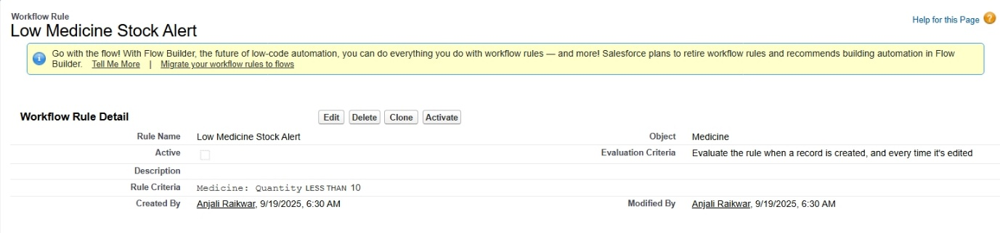 Workflow Rule
Low Medicine Stock Alert
Help for this Page ?
Go with the flow! With Flow Builder, the future of low-code automation, you can do everything you do with workflow rules — and more! Salesforce plans to retire workflow rules and recommends building automation in Flow
Builder. Tell Me More | Migrate your workflow rules to flows
Workflow Rule Detail Edit Delete Clone Activate
Rule Name Low Medicine Stock Alert Object Medicine
Active Evaluation Criteria Evaluate the rule when a record is created, and every time it's edited
Description
Rule Criteria Medicine: Quantity LESS THAN 10
Created By Anjali Raikwar, 9/19/2025, 6:30 AM Modified By Anjali Raikwar, 9/19/2025, 6:30 AM